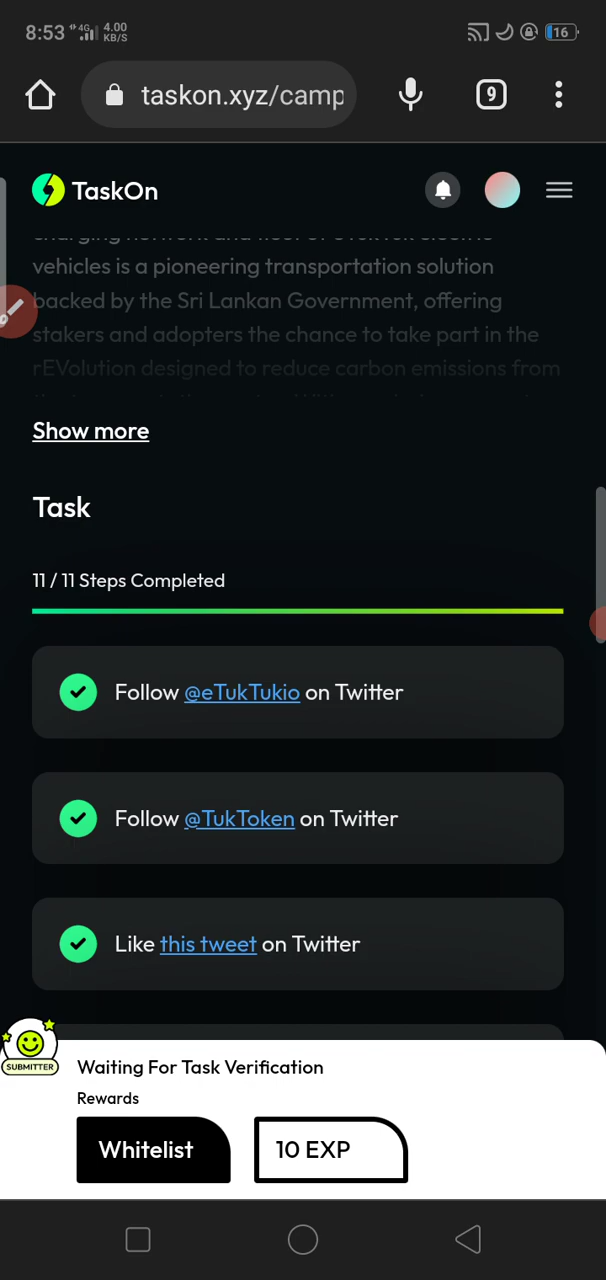 8:53 4G 4.00 KB/S 16
taskon.xyz/camp 9
TaskOn
charging network and fleet of eTukTuk electric
vehicles is a pioneering transportation solution
backed by the Sri Lankan Government, offering
stakers and adopters the chance to take part in the
rEVolution designed to reduce carbon emissions from
Show more
Task
11 / 11 Steps Completed
Follow @eTukTukio on Twitter
Follow @TukToken on Twitter
Like this tweet on Twitter
SUBMITTER
Waiting For Task Verification
Rewards
Whitelist 10 EXP